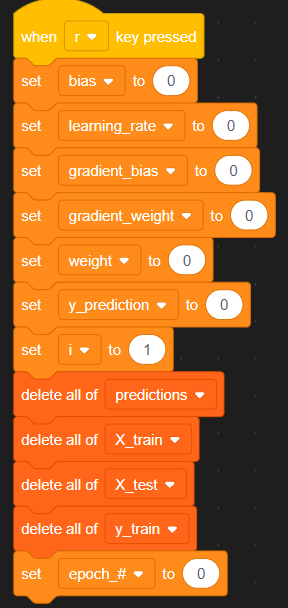 when r key pressed
set bias to 0
set learning_rate to 0
set gradient_bias to 0
set gradient_weight to 0
set weight to 0
set y_prediction to 0
set i to 1
delete all of predictions
delete all of X_train
delete all of X_test
delete all of y_train
set epoch_# to 0